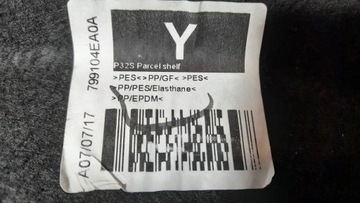 Y
P32S Parcel shelf
>PES<>PP/GF< >PES<
>PP/PES/Elasthane<
>PP/EPDM<
799104EA0A
A07/07/17